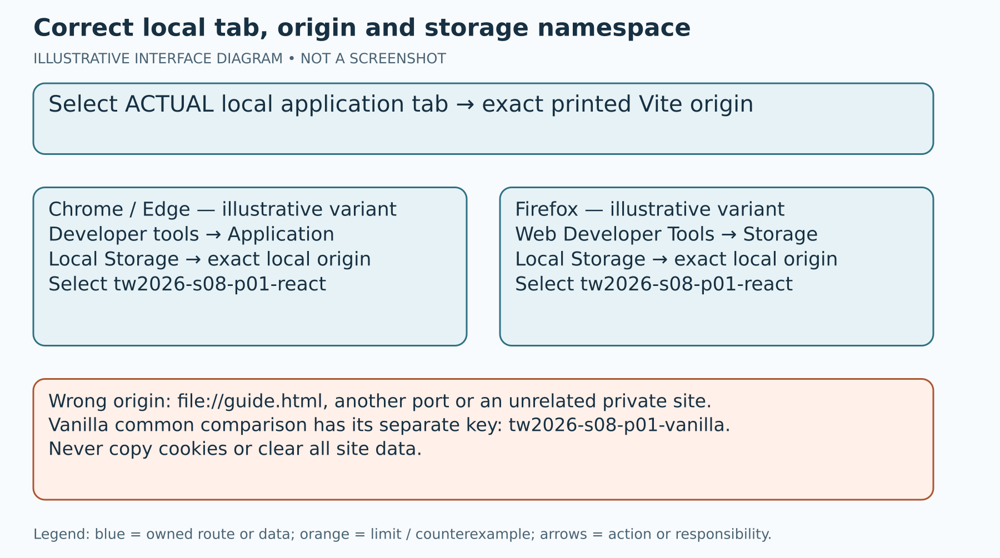 Correct local tab, origin and storage namespace
ILLUSTRATIVE INTERFACE DIAGRAM • NOT A SCREENSHOT
Select ACTUAL local application tab → exact printed Vite origin
Chrome / Edge — illustrative variant
Developer tools → Application
Local Storage → exact local origin
Select tw2026-s08-p01-react
Firefox — illustrative variant
Web Developer Tools → Storage
Local Storage → exact local origin
Select tw2026-s08-p01-react
Wrong origin: file://guide.html, another port or an unrelated private site.
Vanilla common comparison has its separate key: tw2026-s08-p01-vanilla.
Never copy cookies or clear all site data.
Legend: blue = owned route or data; orange = limit / counterexample; arrows = action or responsibility.